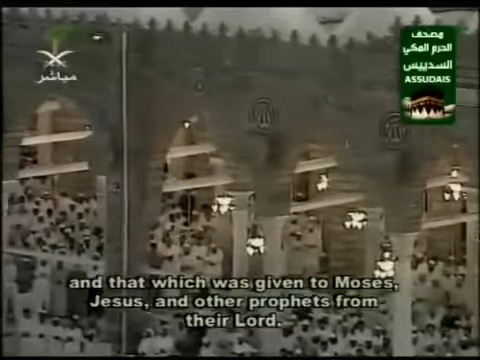 مصحف
الحرم المكي
السديس
ASSUDAIS
مباشر
and that which was given to Moses,
Jesus, and other prophets from
their Lord.